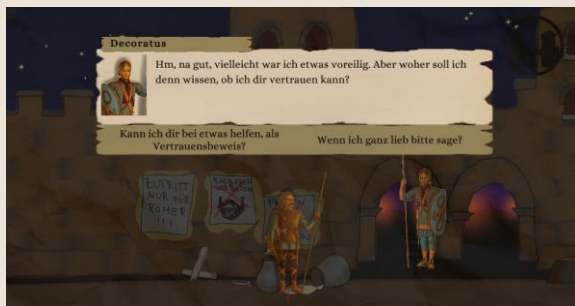 Decoratus
Hm, na gut, vielleicht war ich etwas voreilig. Aber woher soll ich
denn wissen, ob ich dir vertrauen kann?
Kann ich dir bei etwas helfen, als
Vertrauensbeweis?
Wenn ich ganz lieb bitte sage?
ZUTRITT
NUR FÜR
RÖMER
!!!